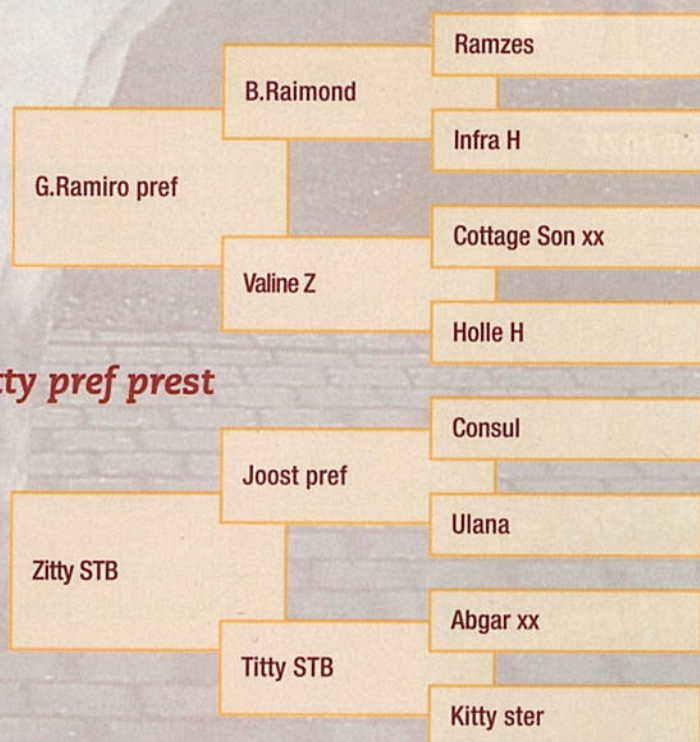 Ramzes
B.Raimond
Infra H
G.Ramiro pref
Cottage Son xx
Valine Z
Holle H
pref prest
Consul
Joost pref
Ulana
Zitty STB
Abgar xx
Titty STB
Kitty ster